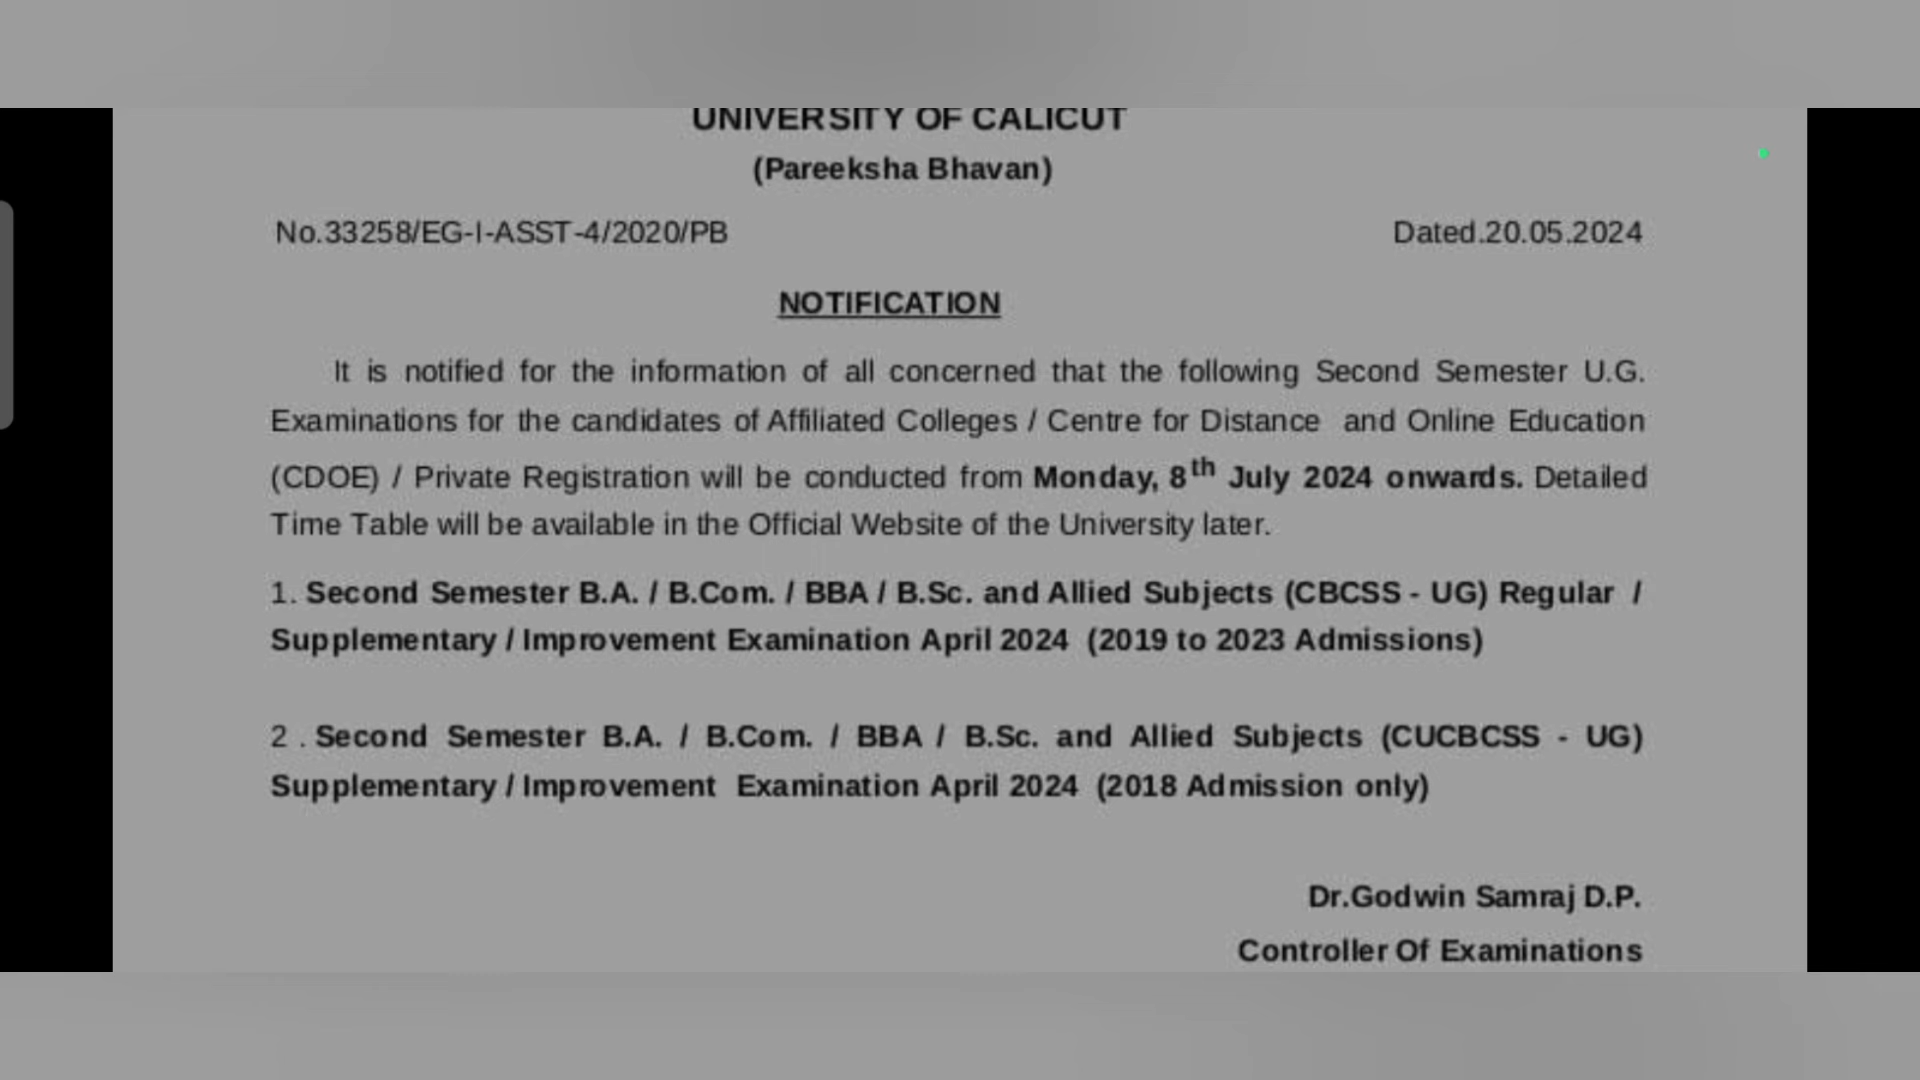 UNIVERSITY OF CALICUT
(Pareeksha Bhavan)
No.33258/EG-I-ASST-4/2020/PB Dated.20.05.2024
NOTIFICATION
It is notified for the information of all concerned that the following Second Semester U.G.
Examinations for the candidates of Affiliated Colleges / Centre for Distance and Online Education
(CDOE) / Private Registration will be conducted from Monday, 8th July 2024 onwards. Detailed
Time Table will be available in the Official Website of the University later.
1. Second Semester B.A. / B.Com. / BBA / B.Sc. and Allied Subjects (CBCSS - UG) Regular /
Supplementary / Improvement Examination April 2024 (2019 to 2023 Admissions)
2 . Second Semester B.A. / B.Com. / BBA / B.Sc. and Allied Subjects (CUCBCSS - UG)
Supplementary / Improvement Examination April 2024 (2018 Admission only)
Dr.Godwin Samraj D.P.
Controller Of Examinations